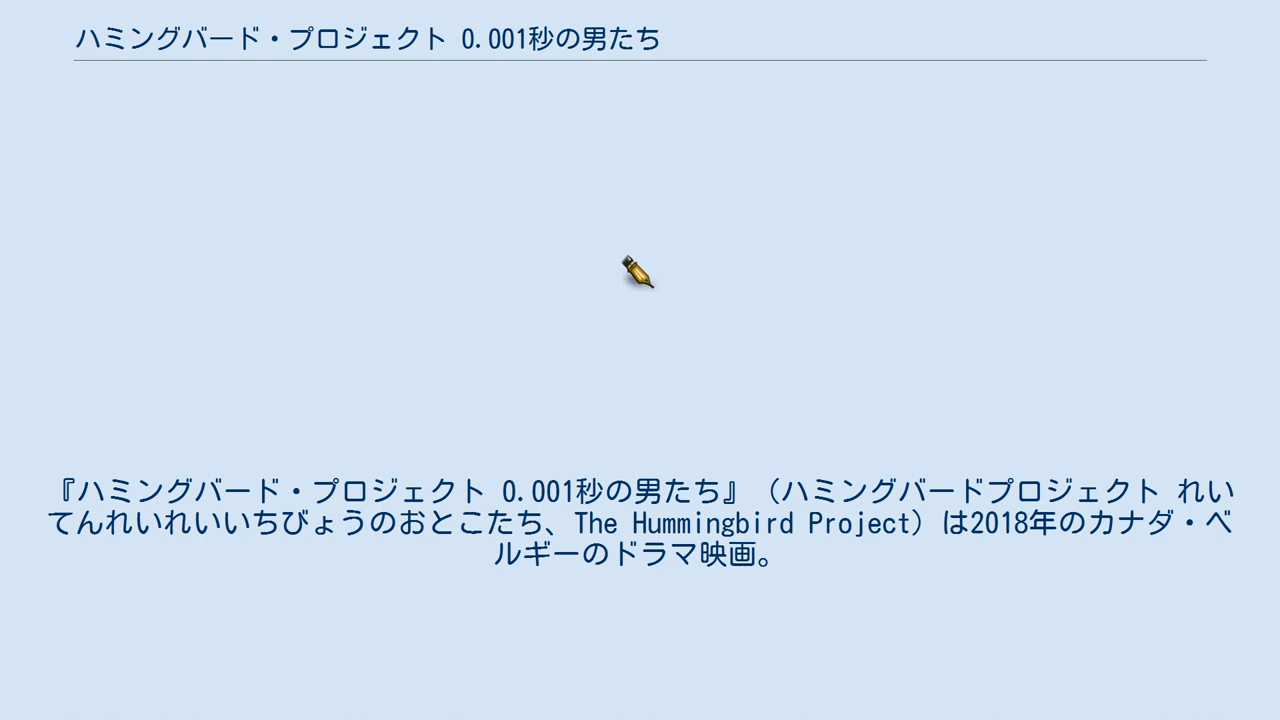 ハミングバード・プロジェクト 0.001秒の男たち
『ハミングバード・プロジェクト 0.001秒の男たち』（ハミングバードプロジェクト れい
てんれいれいいちびょうのおとこたち、The Hummingbird Project）は2018年のカナダ・ベ
ルギーのドラマ映画。